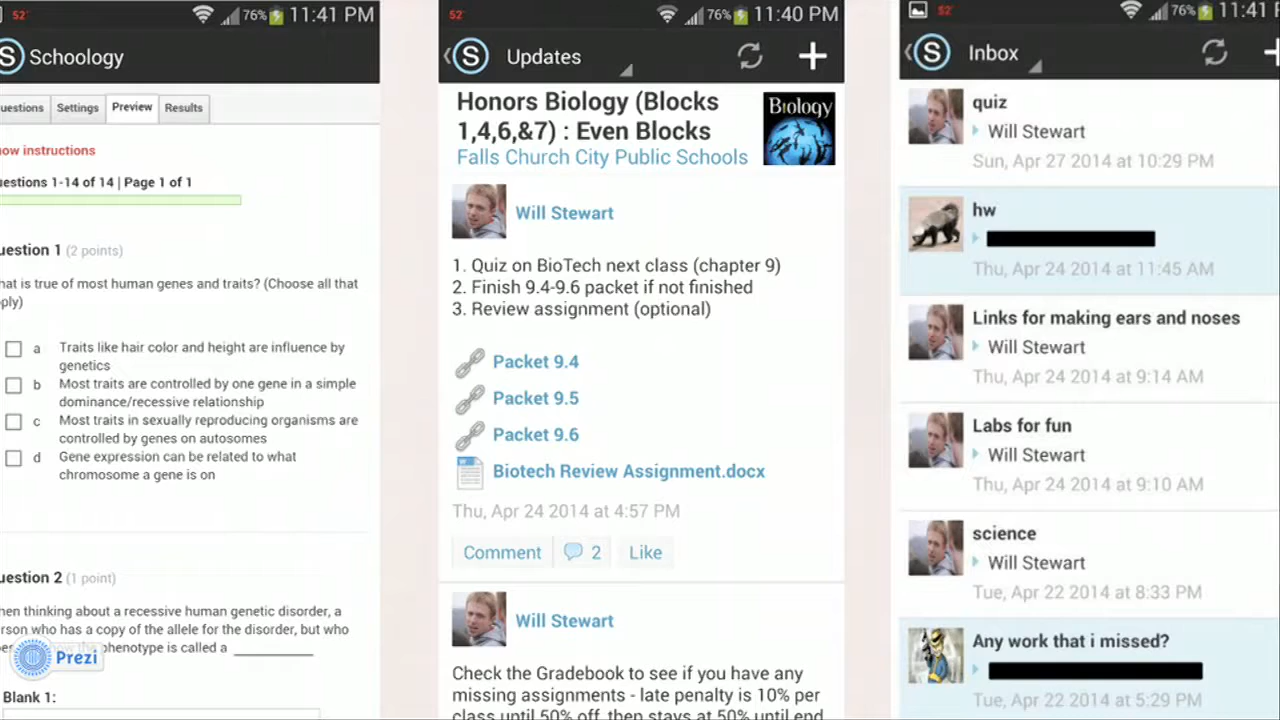 52°
76%
11:41 PM
S
Schoology
uestions
Settings
Preview
Results
ow instructions
estions 1-14 of 14 | Page 1 of 1
uestion 1 (2 points)
hat is true of most human genes and traits? (Choose all that
ply)
a Traits like hair color and height are influence by
genetics
b Most traits are controlled by one gene in a simple
dominance/recessive relationship
c Most traits in sexually reproducing organisms are
controlled by genes on autosomes
d Gene expression can be related to what
chromosome a gene is on
uestion 2 (1 point)
hen thinking about a recessive human genetic disorder, a
rson who has a copy of the allele for the disorder, but who
phenotype is called a
Prezi
Blank 1:
52°
76%
11:40 PM
S
Updates
Honors Biology (Blocks
1,4,6,&7) : Even Blocks
Falls Church City Public Schools
Biology
Will Stewart
1. Quiz on BioTech next class (chapter 9)
2. Finish 9.4-9.6 packet if not finished
3. Review assignment (optional)
Packet 9.4
Packet 9.5
Packet 9.6
W
Biotech Review Assignment.docx
Thu, Apr 24 2014 at 4:57 PM
Comment
2
Like
Will Stewart
Check the Gradebook to see if you have any
missing assignments - late penalty is 10% per
class until 50% off, then stays at 50% until end
52°
76%
11:41 P
S
Inbox
quiz
Will Stewart
Sun, Apr 27 2014 at 10:29 PM
hw
Thu, Apr 24 2014 at 11:45 AM
Links for making ears and noses
Will Stewart
Thu, Apr 24 2014 at 9:14 AM
Labs for fun
Will Stewart
Thu, Apr 24 2014 at 9:10 AM
science
Will Stewart
Tue, Apr 22 2014 at 8:33 PM
Any work that i missed?
Tue, Apr 22 2014 at 5:29 PM